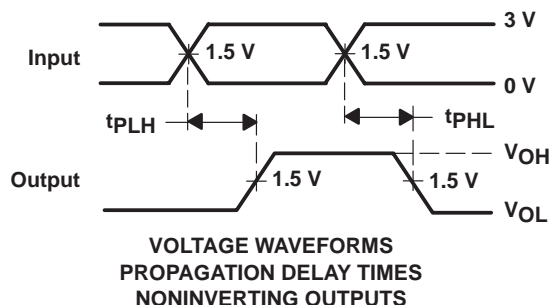 3 V
Input
1.5 V
1.5 V
0 V
tPLH
tPHL
VOH
Output
1.5 V
1.5 V
VOL
VOLTAGE WAVEFORMS
PROPAGATION DELAY TIMES
NONINVERTING OUTPUTS